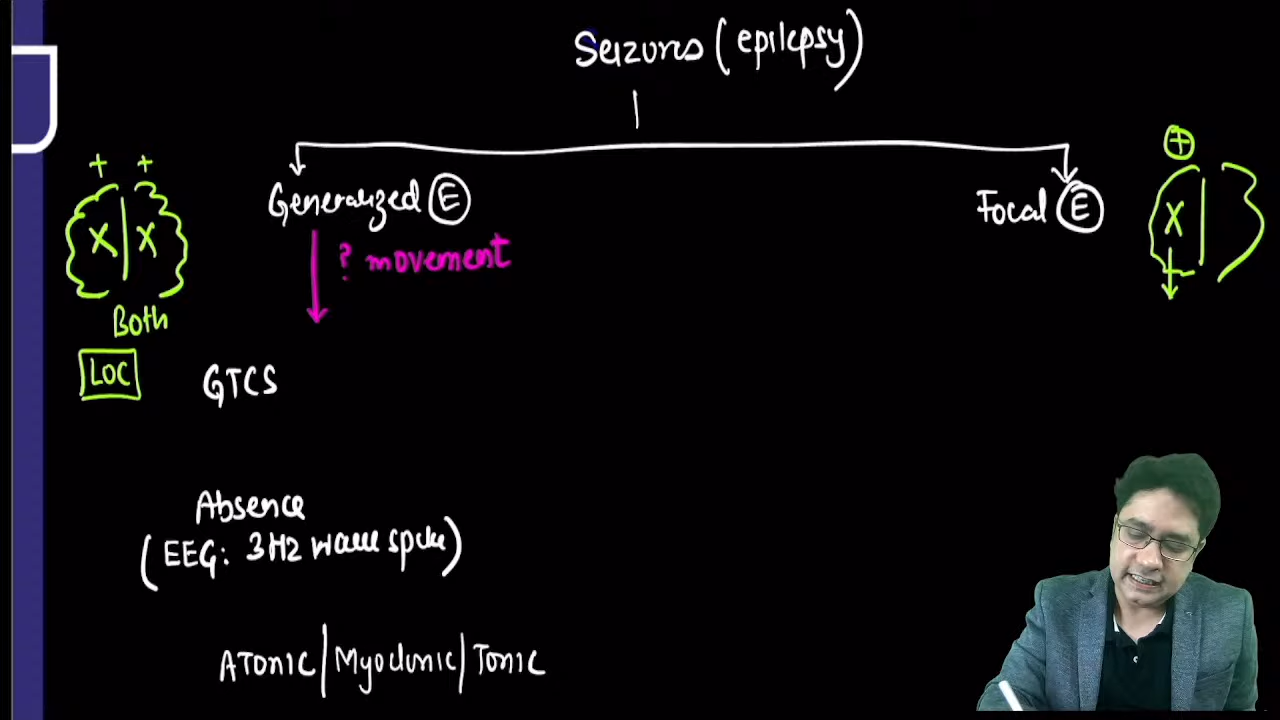 Seizures (epilepsy)
+ +
+
Generalized E
Focal E
X | X
X
? movement
Both
LOC
GTCS
Absence
(EEG: 3Hz wave spike)
ATONIC | Myoclonic | TONIC